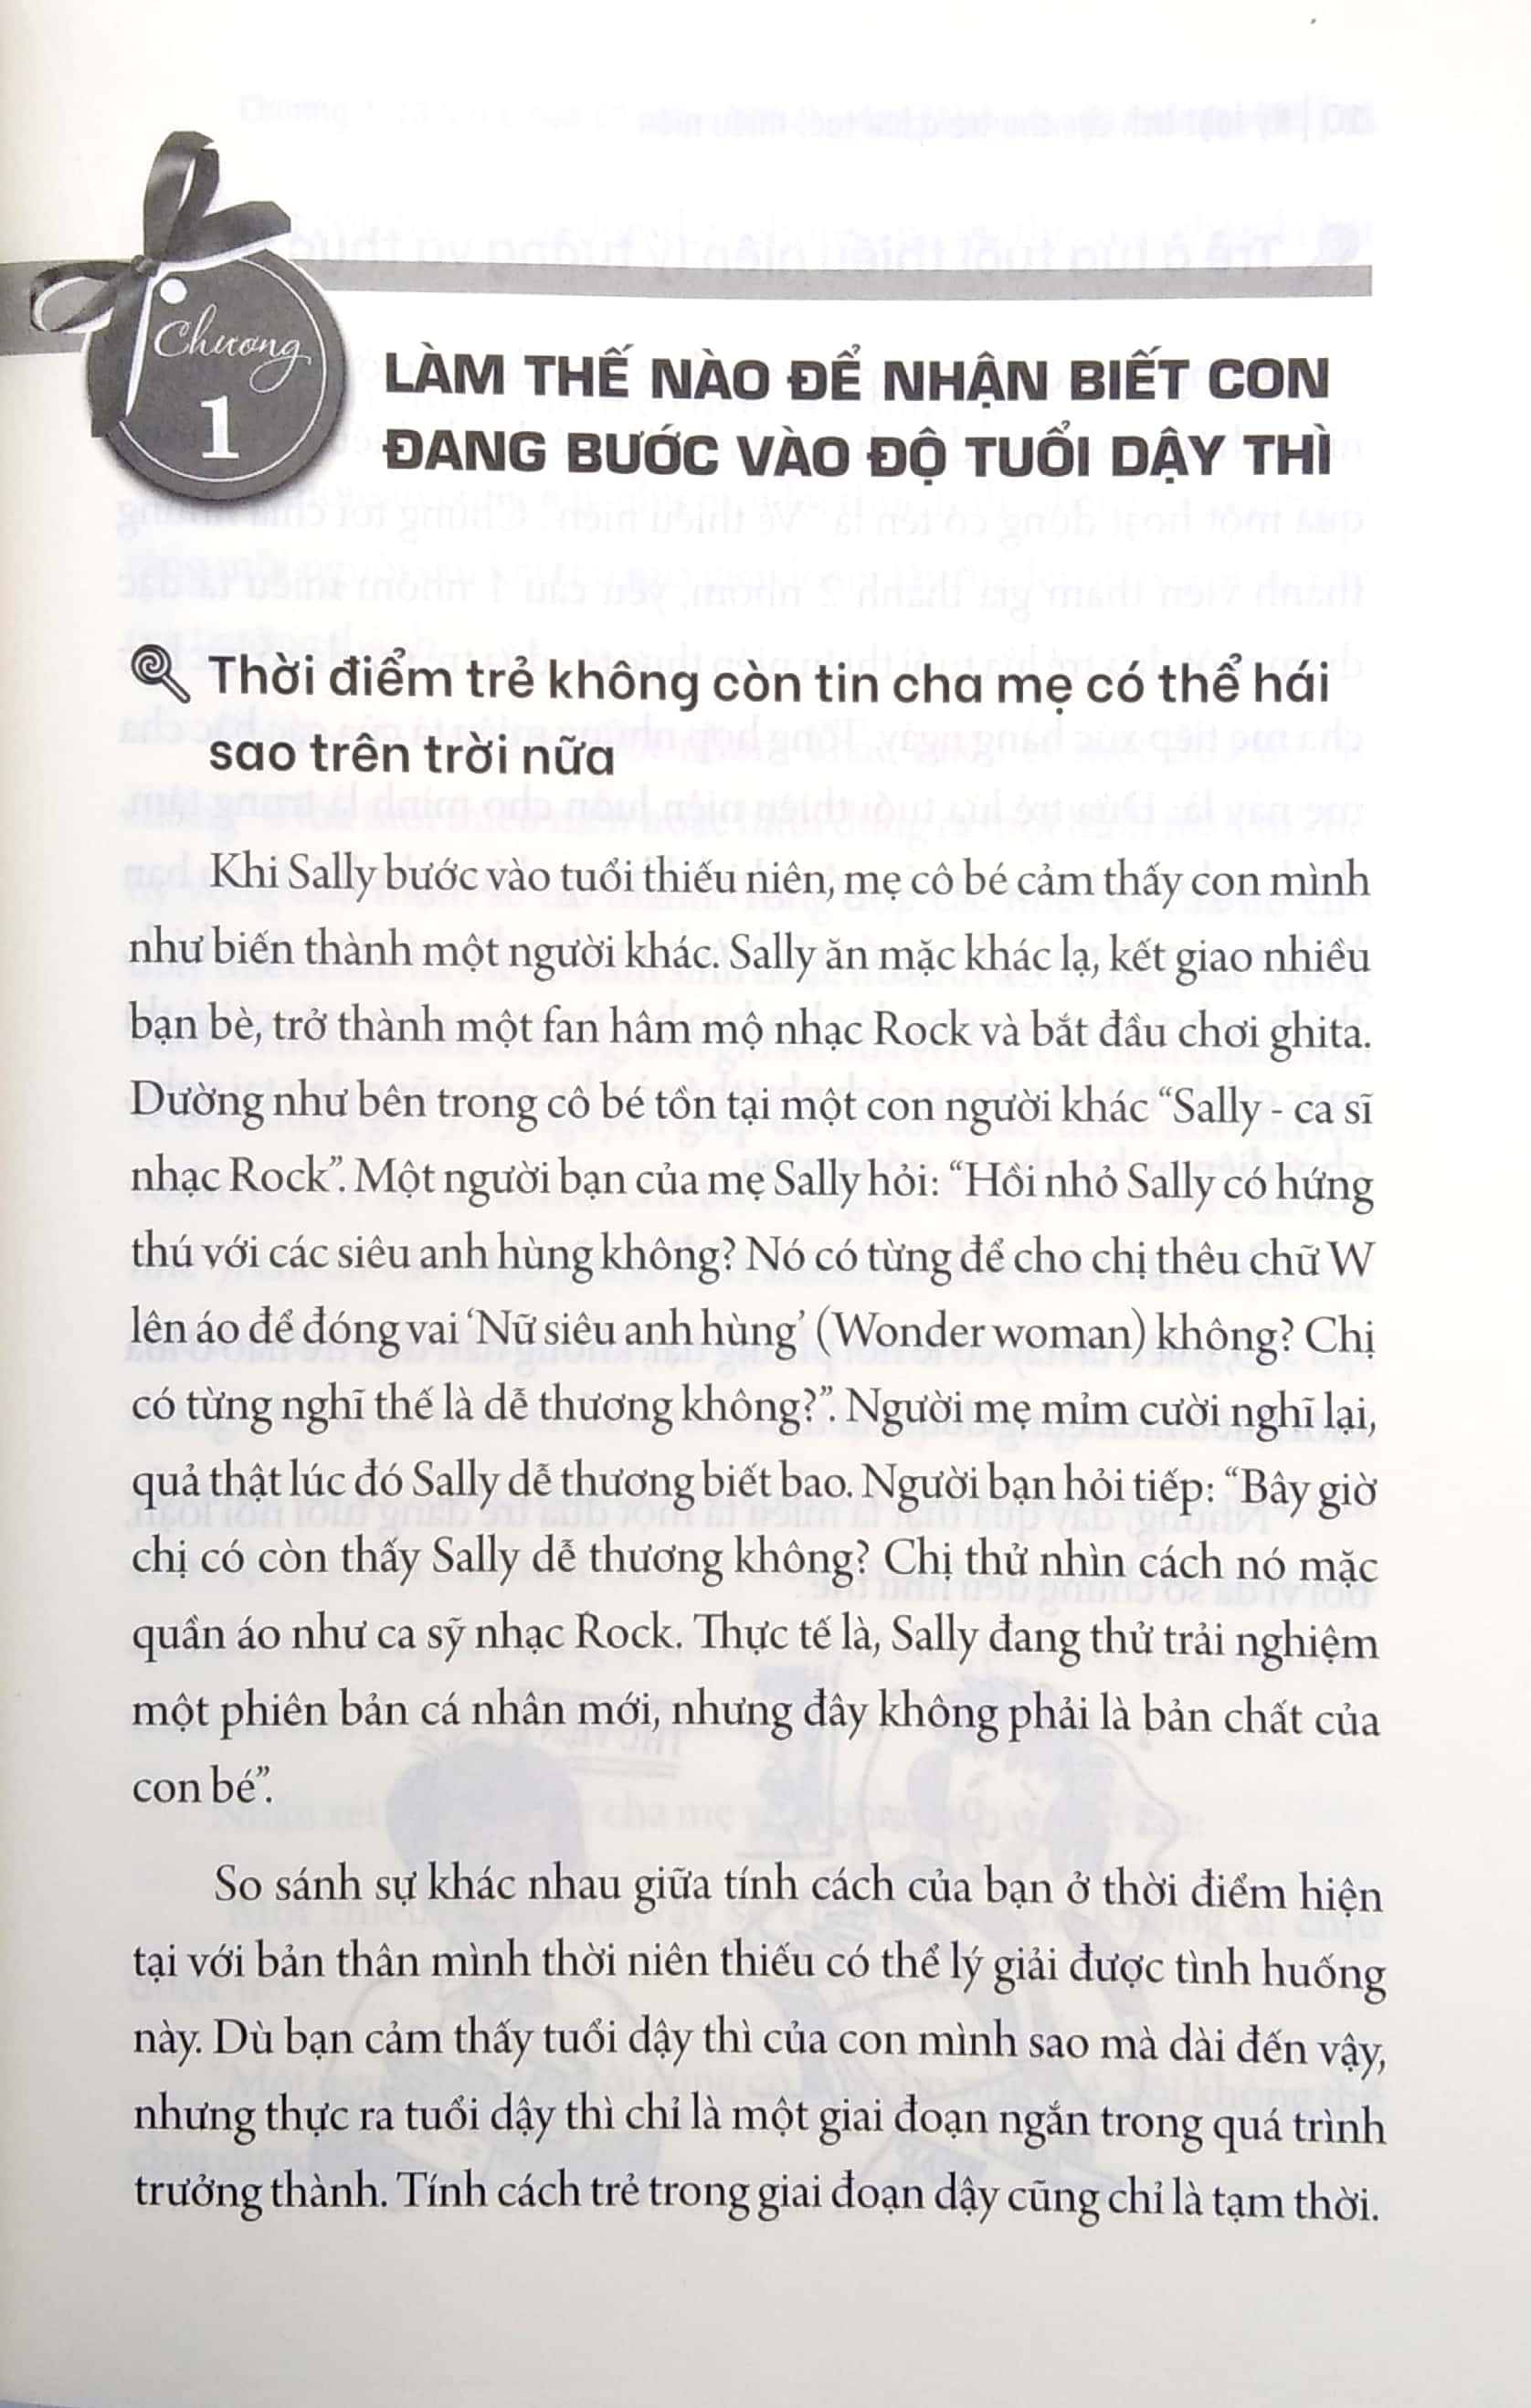 Chương
1
LÀM THẾ NÀO ĐỂ NHẬN BIẾT CON
ĐANG BƯỚC VÀO ĐỘ TUỔI DẬY THÌ
Thời điểm trẻ không còn tin cha mẹ có thể hái
sao trên trời nữa
Khi Sally bước vào tuổi thiếu niên, mẹ cô bé cảm thấy con mình
như biến thành một người khác. Sally ăn mặc khác lạ, kết giao nhiều
bạn bè, trở thành một fan hâm mộ nhạc Rock và bắt đầu chơi ghita.
Dường như bên trong cô bé tồn tại một con người khác “Sally - ca sĩ
nhạc Rock”. Một người bạn của mẹ Sally hỏi: “Hồi nhỏ Sally có hứng
thú với các siêu anh hùng không? Nó có từng để cho chị thêu chữ W
lên áo để đóng vai ‘Nữ siêu anh hùng’ (Wonder woman) không? Chị
có từng nghĩ thế là dễ thương không?”. Người mẹ mỉm cười nghĩ lại,
quả thật lúc đó Sally dễ thương biết bao. Người bạn hỏi tiếp: “Bây giờ
chị có còn thấy Sally dễ thương không? Chị thử nhìn cách nó mặc
quần áo như ca sỹ nhạc Rock. Thực tế là, Sally đang thử trải nghiệm
một phiên bản cá nhân mới, nhưng đây không phải là bản chất của
con bé”.
So sánh sự khác nhau giữa tính cách của bạn ở thời điểm hiện
tại với bản thân mình thời niên thiếu có thể lý giải được tình huống
này. Dù bạn cảm thấy tuổi dậy thì của con mình sao mà dài đến vậy,
nhưng thực ra tuổi dậy thì chỉ là một giai đoạn ngắn trong quá trình
trưởng thành. Tính cách trẻ trong giai đoạn dậy cũng chỉ là tạm thời.